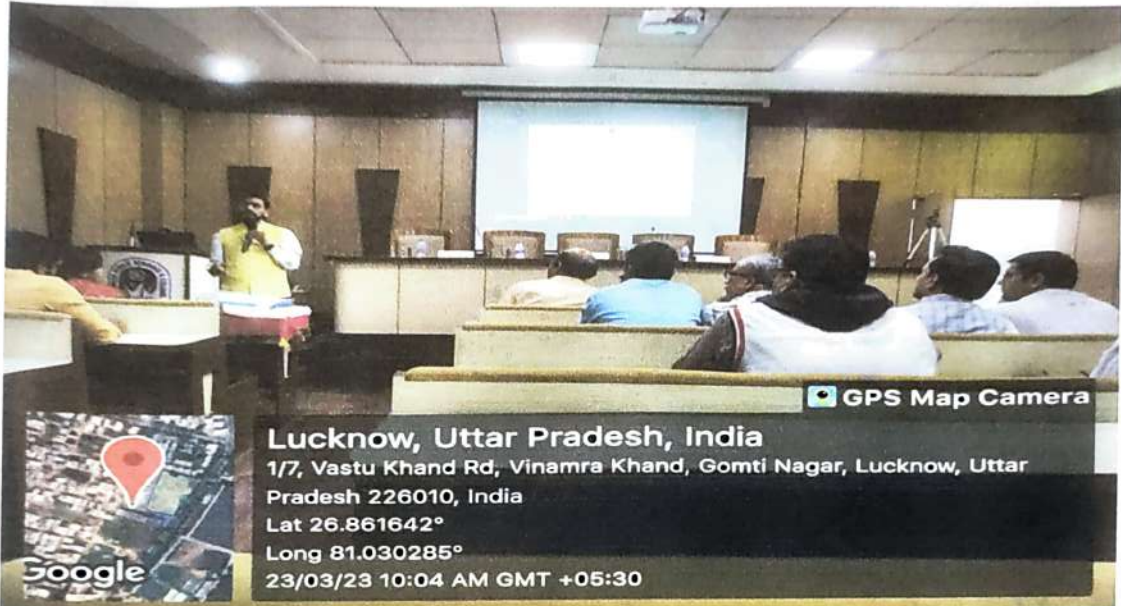 GPS Map Camera
Lucknow, Uttar Pradesh, India
1/7, Vastu Khand Rd, Vinamra Khand, Gomti Nagar, Lucknow, Uttar
Pradesh 226010, India
Lat 26.861642°
Long 81.030285°
23/03/23 10:04 AM GMT +05:30
Google